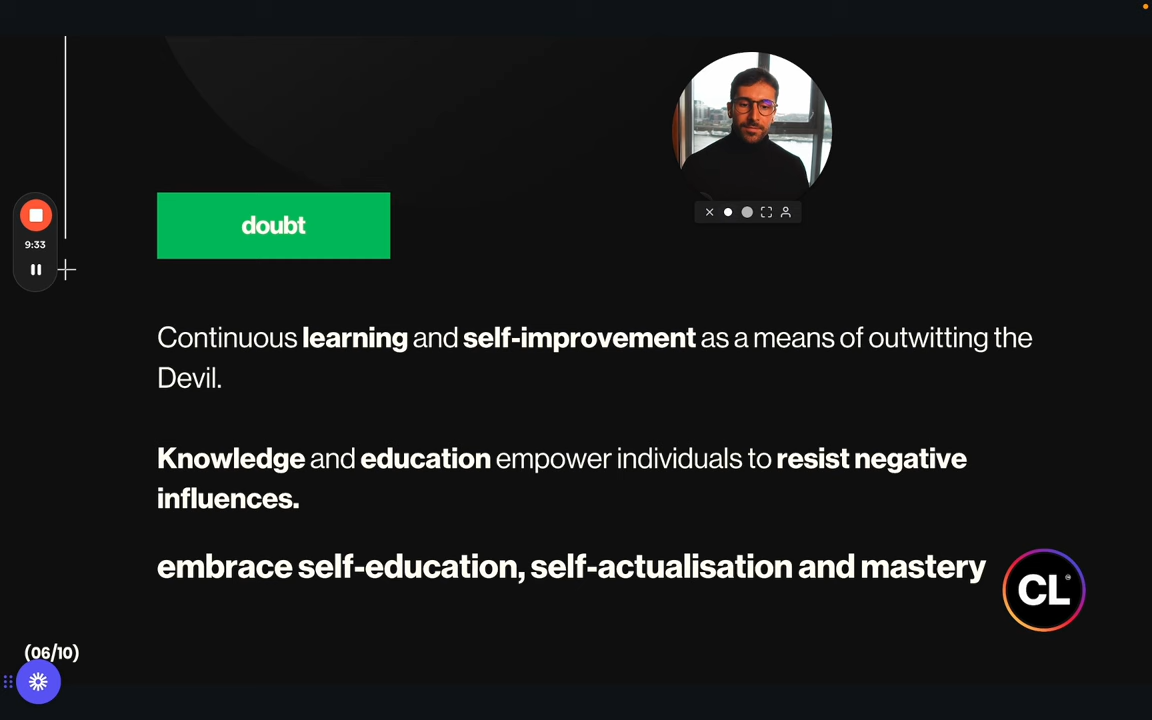 doubt
9:33
Continuous learning and self-improvement as a means of outwitting the
Devil.
Knowledge and education empower individuals to resist negative
influences.
embrace self-education, self-actualisation and mastery
CL
(06/10)